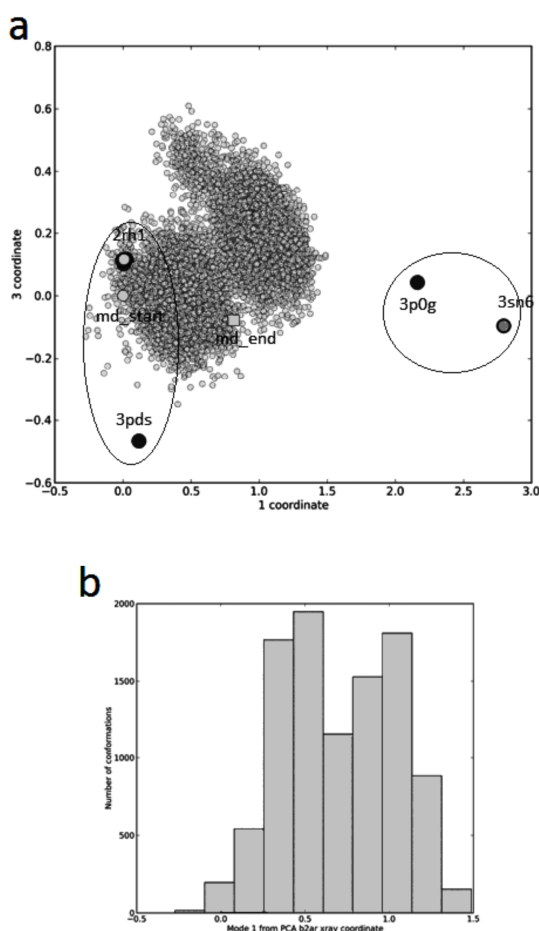 a
0.8
0.6
0.4
0.2
0.0
−0.2
−0.4
−0.6
3 coordinate
2rh1
md_start
md_end
3pds
3p0g
3sn6
−0.5 0.0 0.5 1.0 1.5 2.0 2.5 3.0
1 coordinate
b
2000
1500
1000
500
0
Number of conformations
−0.5 0.0 0.5 1.0 1.5
Mode 1 from PCA b2ar xray coordinate